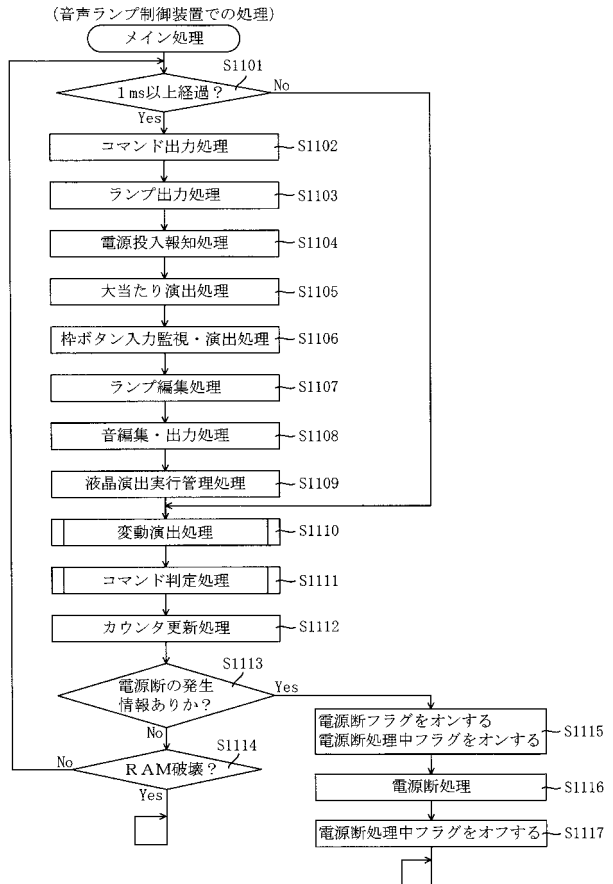 (音声ランプ制御装置での処理)
メイン処理
S1101
1ms以上経過?
No
Yes
コマンド出力処理
S1102
ランプ出力処理
S1103
電源投入報知処理
S1104
大当たり演出処理
S1105
枠ボタン入力監視・演出処理
S1106
ランプ編集処理
S1107
音編集・出力処理
S1108
液晶演出実行管理処理
S1109
変動演出処理
S1110
コマンド判定処理
S1111
カウンタ更新処理
S1112
S1113
電源断の発生
情報ありか?
Yes
No
S1114
RAM破壊?
No
Yes
電源断フラグをオンする
電源断処理中フラグをオンする
S1115
電源断処理
S1116
電源断処理中フラグをオフする
S1117